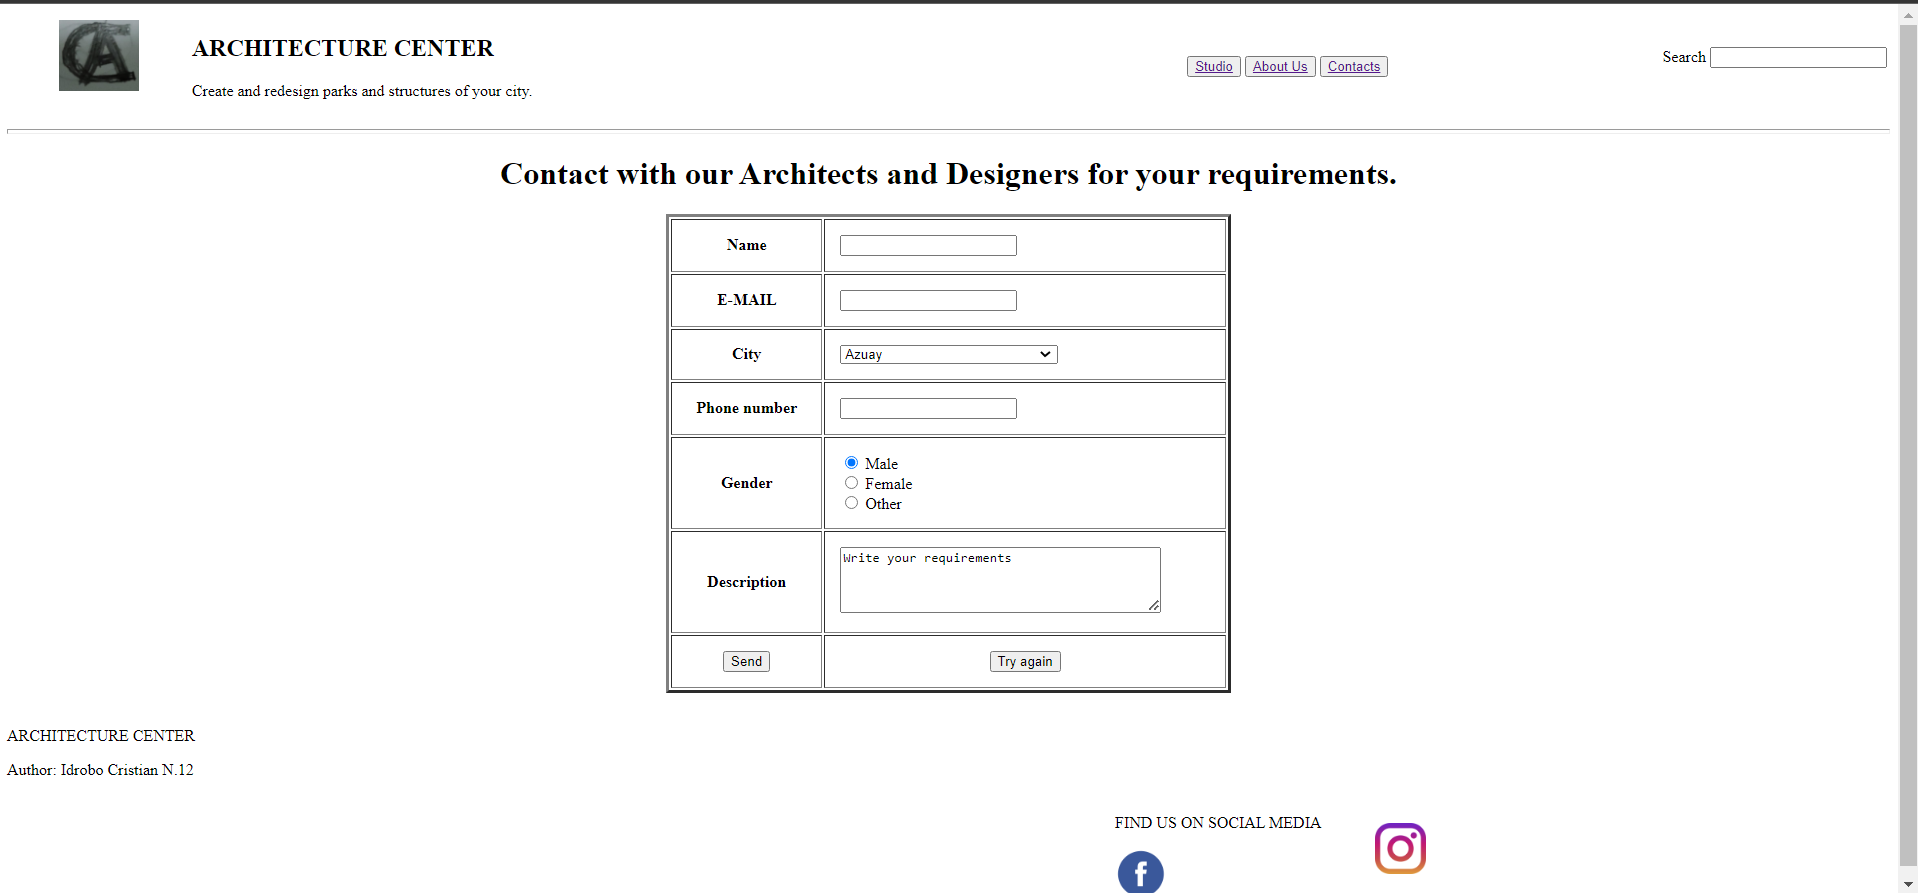 CA
ARCHITECTURE CENTER
Create and redesign parks and structures of your city.
Studio About Us Contacts
Search
Contact with our Architects and Designers for your requirements.
Name
E-MAIL
City Azuay
Phone number
Gender
Male
Female
Other
Description
Write your requirements
Send Try again
ARCHITECTURE CENTER
Author: Idrobo Cristian N.12
FIND US ON SOCIAL MEDIA
f